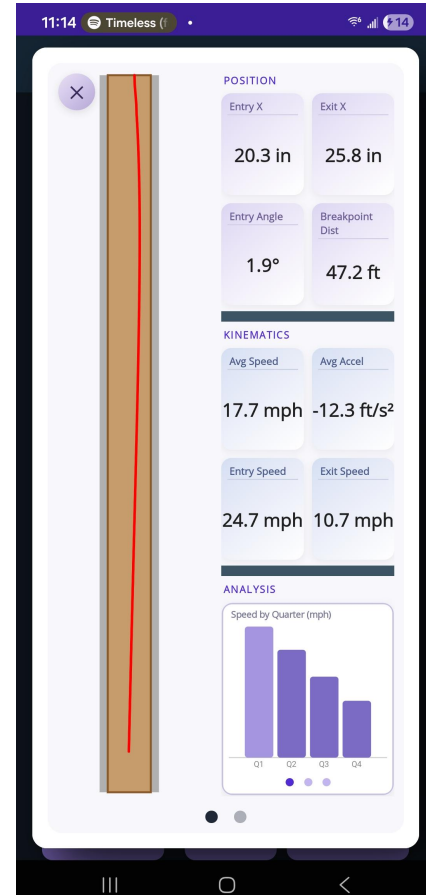 11:14 Timeless (f
14
POSITION
Entry X
20.3 in
Exit X
25.8 in
Entry Angle
1.9°
Breakpoint
Dist
47.2 ft
KINEMATICS
Avg Speed
17.7 mph
Avg Accel
-12.3 ft/s²
Entry Speed
24.7 mph
Exit Speed
10.7 mph
ANALYSIS
Speed by Quarter (mph)
Q1 Q2 Q3 Q4